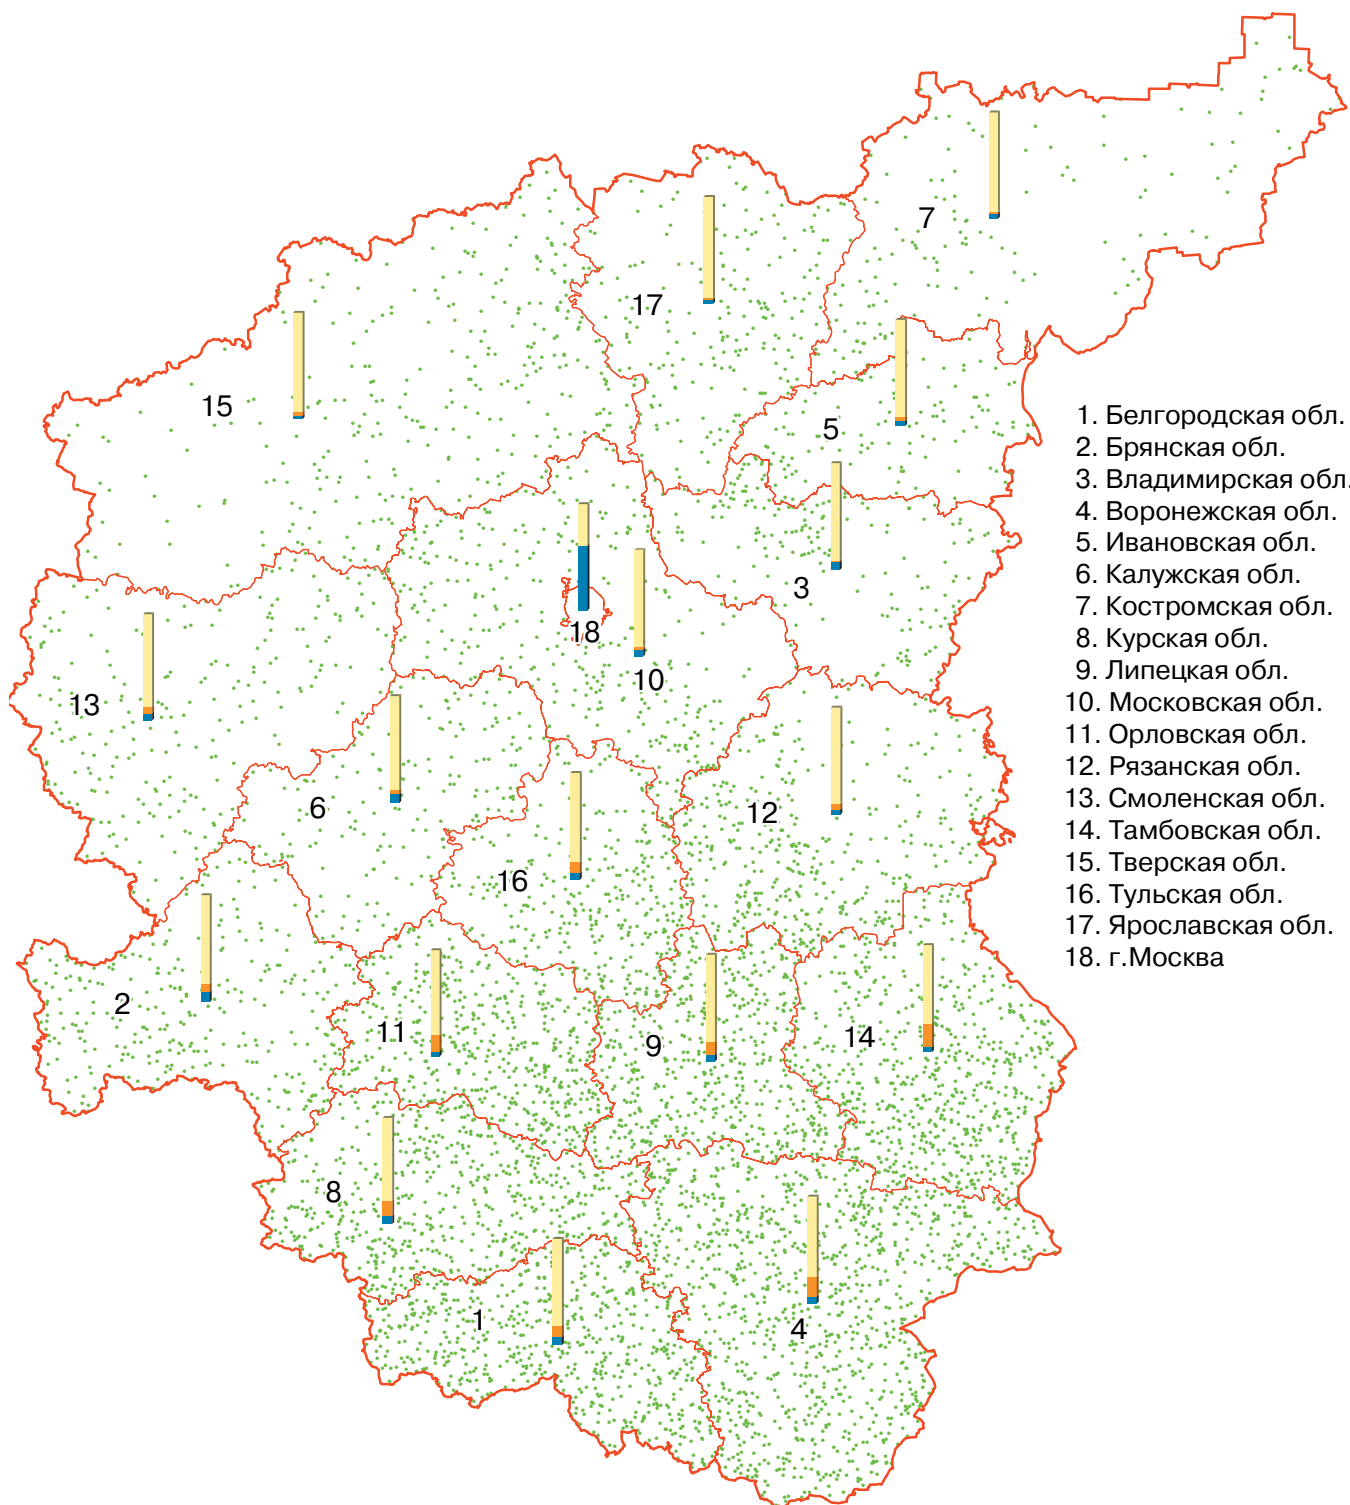 7
17
15
5
1. Белгородская обл.
2. Брянская обл.
3. Владимирская обл.
4. Воронежская обл.
5. Ивановская обл.
6. Калужская обл.
7. Костромская обл.
8. Курская обл.
9. Липецкая обл.
10. Московская обл.
11. Орловская обл.
12. Рязанская обл.
13. Смоленская обл.
14. Тамбовская обл.
15. Тверская обл.
16. Тульская обл.
17. Ярославская обл.
18. г.Москва
3
18
10
13
6
12
16
2
11
9
14
8
1
4